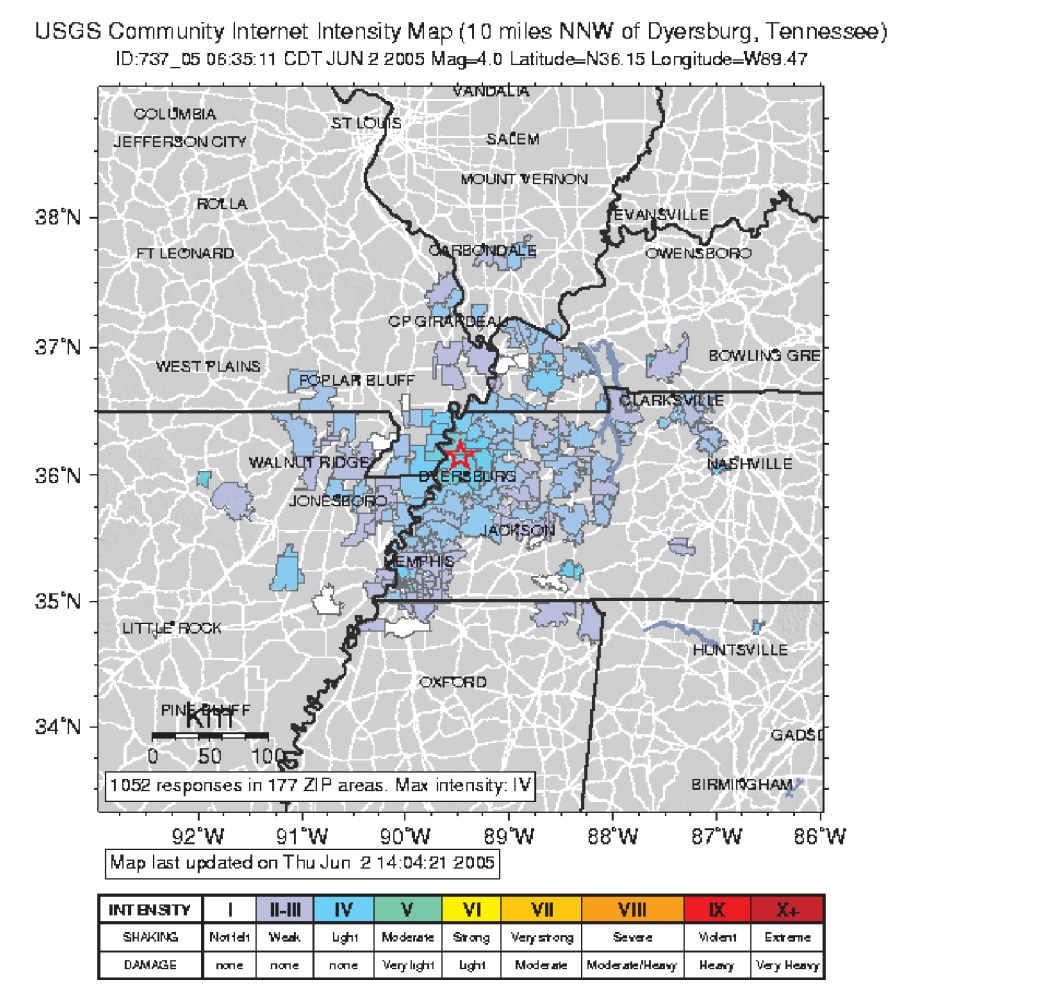 USGS Community Internet Intensity Map (10 miles NNW of Dyersburg, Tennessee)
ID:737_05 06:35:11 CDT JUN 2 2005 Mag=4.0 Latitude=N36.15 Longitude=W89.47
VANDALIA
COLUMBIA
ST LOUIS
JEFFERSON CITY
SALEM
MOUNT VERNON
ROLLA
38°N
EVANSVILLE
FT LEONARD
CARBONDALE
OWENSBORO
CP GIRARDEAU
37°N
BOWLING GRE
WEST PLAINS
POPLAR BLUFF
CLARKSVILLE
WALNUT RIDGE
NASHVILLE
36°N
DYERSBURG
JONESBORO
JACKSON
EMPHIS
35°N
LITTLE ROCK
HUNTSVILLE
OXFORD
PINE BLUFF
Km
34°N
GADSD
0 50 100
1052 responses in 177 ZIP areas. Max intensity: IV
BIRMINGHAM
92°W 91°W 90°W 89°W 88°W 87°W 86°W
Map last updated on Thu Jun 2 14:04:21 2005
INTENSITY I II-III IV V VI VII VIII IX X+
SHAKING Not felt Weak Light Moderate Strong Very strong Severe Violent Extreme
DAMAGE none none none Very light Light Moderate Moderate/Heavy Heavy Very Heavy